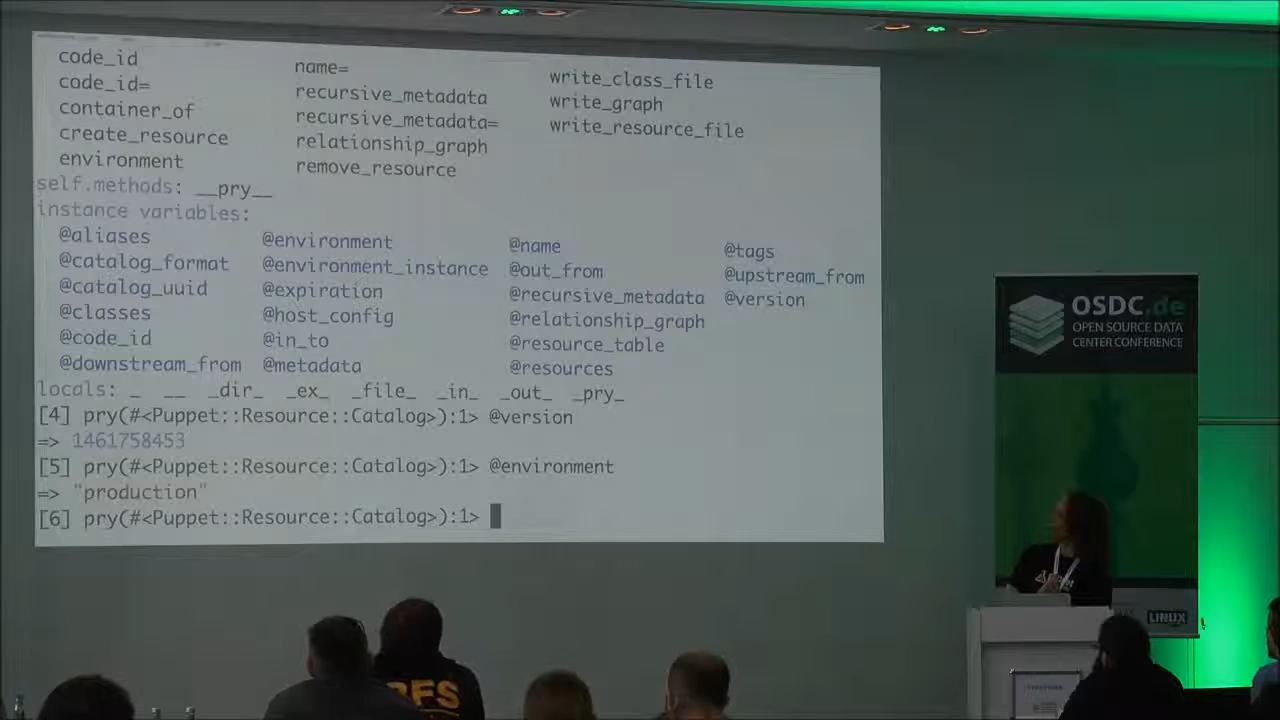 code_id name= write_class_file
code_id= recursive_metadata write_graph
container_of recursive_metadata= write_resource_file
create_resource relationship_graph
environment remove_resource
self.methods: __pry__
instance variables:
@aliases @environment @name @tags
@catalog_format @environment_instance @out_from @upstream_from
@catalog_uuid @expiration @recursive_metadata @version
@classes @host_config @relationship_graph
@code_id @in_to @resource_table
@downstream_from @metadata @resources
locals: _ __ _dir_ _ex_ _file_ _in_ _out_ _pry_
[4] pry(#<Puppet::Resource::Catalog>):1> @version
=> 1461758453
[5] pry(#<Puppet::Resource::Catalog>):1> @environment
=> "production"
[6] pry(#<Puppet::Resource::Catalog>):1>
OSDC.de
OPEN SOURCE DATA
CENTER CONFERENCE
LINUX